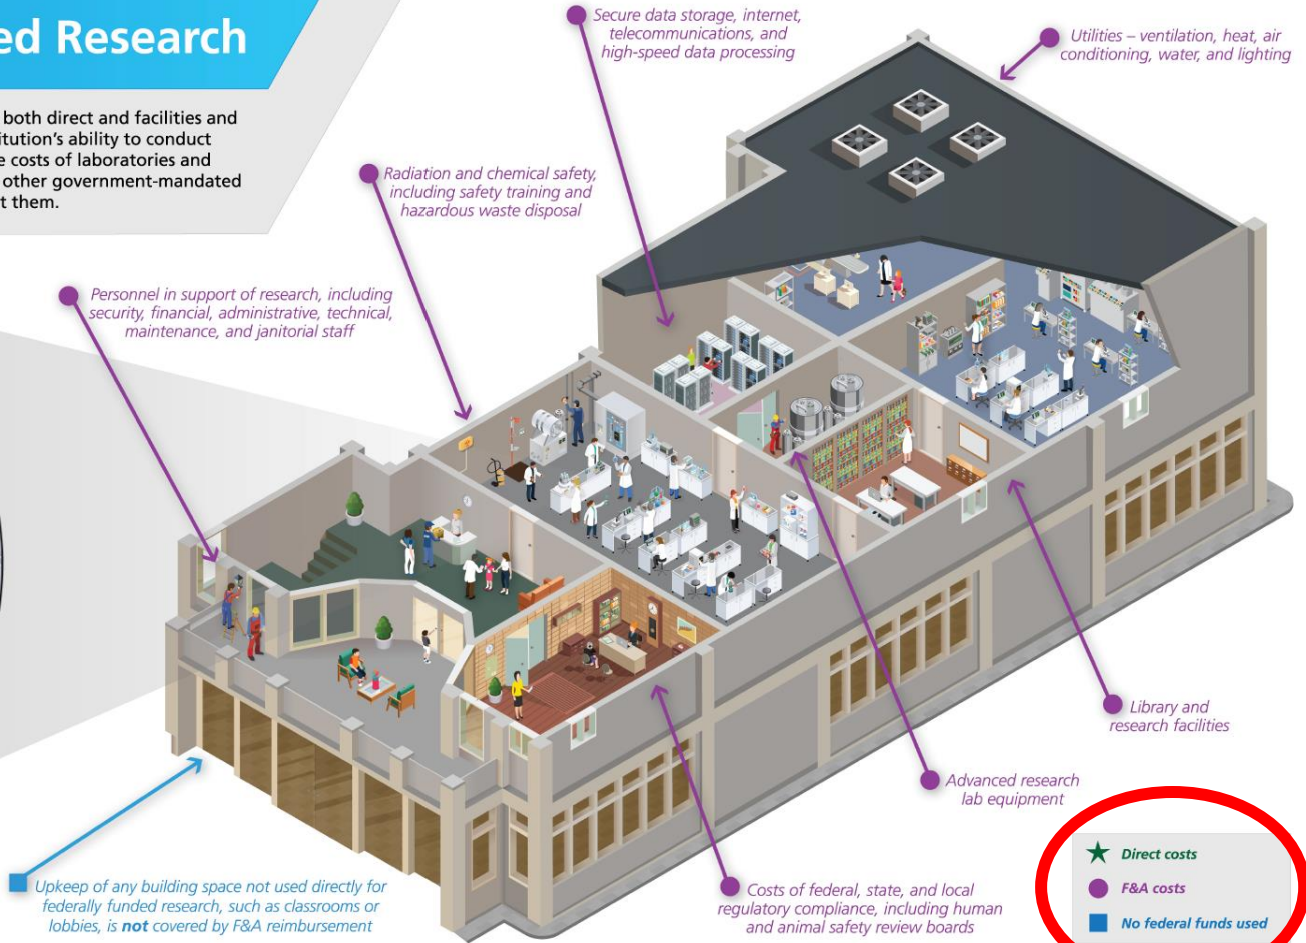 ed Research
both direct and facilities and
titution's ability to conduct
e costs of laboratories and
other government-mandated
t them.
Secure data storage, internet,
telecommunications, and
high-speed data processing
Utilities – ventilation, heat, air
conditioning, water, and lighting
Radiation and chemical safety,
including safety training and
hazardous waste disposal
Personnel in support of research, including
security, financial, administrative, technical,
maintenance, and janitorial staff
Library and
research facilities
Advanced research
lab equipment
Costs of federal, state, and local
regulatory compliance, including human
and animal safety review boards
Upkeep of any building space not used directly for
federally funded research, such as classrooms or
lobbies, is not covered by F&A reimbursement
Direct costs
F&A costs
No federal funds used